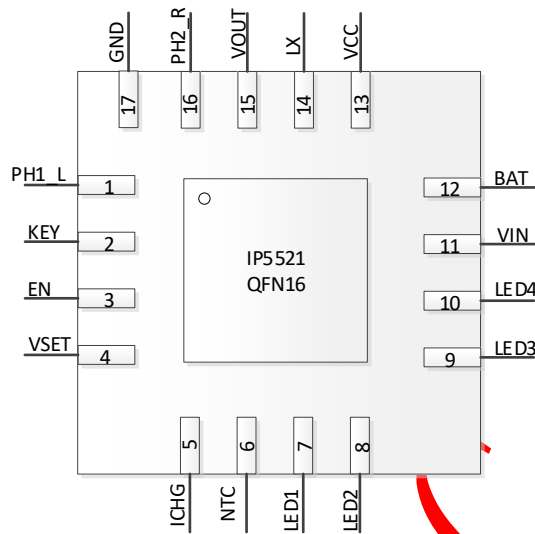 GND
PH2_R
VOUT
LX
VCC
17
16
15
14
13
PH1_L
1
KEY
2
EN
3
VSET
4
IP5521
QFN16
12
BAT
11
VIN
10
LED4
9
LED3
5
6
7
8
ICHG
NTC
LED1
LED2